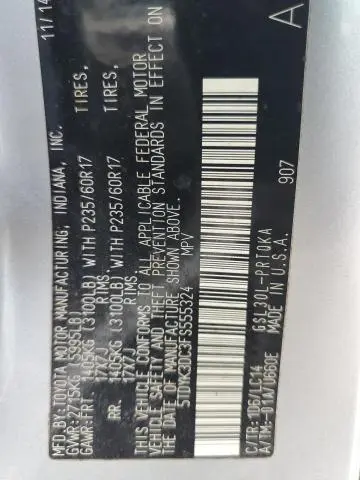 MFD. BY:TOYOTA MOTOR MANUFACTURING, INDIANA, INC. 11/14
GVWR: 2715KG (5995LB)
GAWR:FRT. 1405KG (3100LB) WITH P235/60R17 TIRES,
17X7J RIMS,
RR. 1405KG (3100LB) WITH P235/60R17 TIRES,
17X7J RIMS,
THIS VEHICLE CONFORMS TO ALL APPLICABLE FEDERAL MOTOR
VEHICLE SAFETY AND THEFT PREVENTION STANDARDS IN EFFECT ON
THE DATE OF MANUFACTURE SHOWN ABOVE.
5TDYK3DC3FS555324 MPV
A
C/TR:1D6/LC14 GSL30L-PRTQKA
A/TM:-01A/U660E MADE IN U.S.A. 907